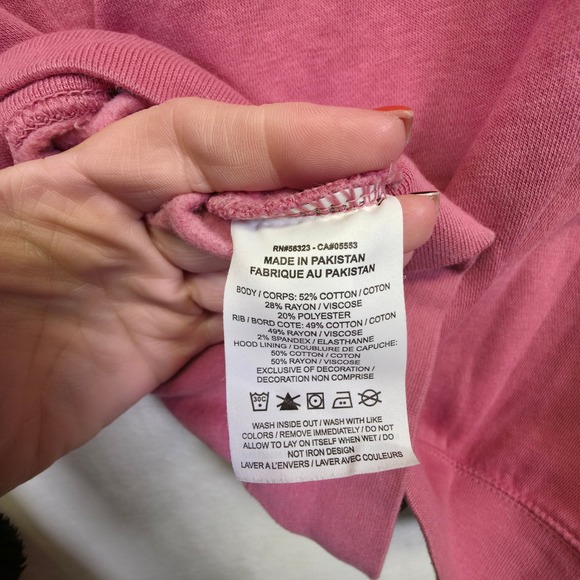 RN#56323 - CA#05553
MADE IN PAKISTAN
FABRIQUE AU PAKISTAN
BODY / CORPS: 52% COTTON / COTON
28% RAYON / VISCOSE
20% POLYESTER
RIB / BORD COTE: 49% COTTON / COTON
49% RAYON / VISCOSE
2% SPANDEX / ELASTHANNE
HOOD LINING / DOUBLURE DE CAPUCHE:
50% COTTON / COTON
50% RAYON / VISCOSE
EXCLUSIVE OF DECORATION /
DECORATION NON COMPRISE
30C
WASH INSIDE OUT / WASH WITH LIKE
COLORS / REMOVE IMMEDIATELY / DO NOT
ALLOW TO LAY ON ITSELF WHEN WET / DO
NOT IRON DESIGN
LAVER A L'ENVERS / LAVER AVEC COULEURS